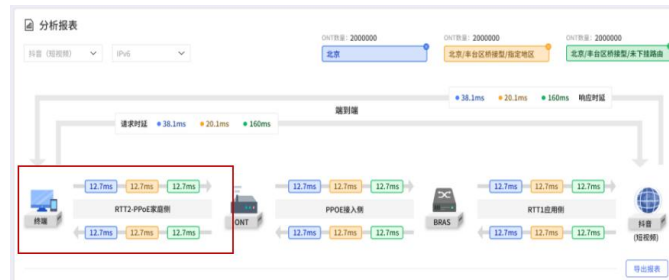 分析报表
ONT数量: 2000000
ONT数量: 2000000
ONT数量: 2000000
抖音 (短视频)
IPv6
北京
北京/丰台区桥接型/指定地区
北京/丰台区桥接型/未下挂路由
38.1ms 20.1ms 160ms 响应时延
端到端
请求时延 38.1ms 20.1ms 160ms
12.7ms 12.7ms 12.7ms
12.7ms 12.7ms 12.7ms
12.7ms 12.7ms 12.7ms
终端
RTT2-PPoE家庭侧
ONT
PPOE接入侧
BRAS
RTT1应用侧
抖音
(短视频)
12.7ms 12.7ms 12.7ms
12.7ms 12.7ms 12.7ms
12.7ms 12.7ms 12.7ms
导出报表